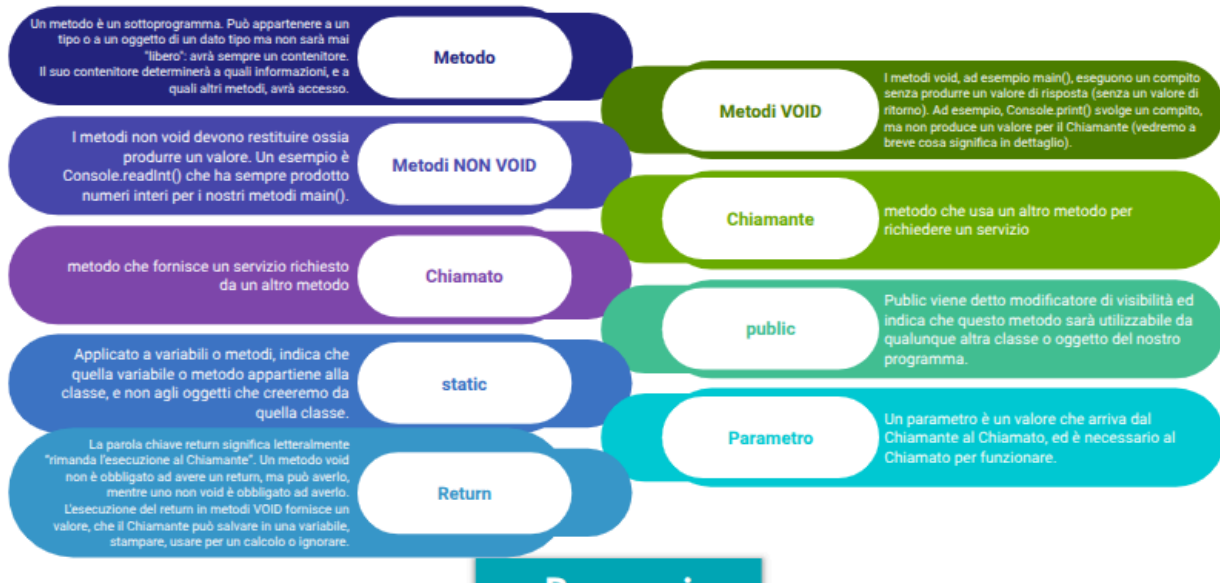 Un metodo è un sottoprogramma. Può appartenere a un
tipo o a un oggetto di un dato tipo ma non sarà mai
"libero": avrà sempre un contenitore.
Il suo contenitore determinerà a quali informazioni, e a
quali altri metodi, avrà accesso.
Metodo
I metodi void, ad esempio main(), eseguono un compito
senza produrre un valore di risposta (senza un valore di
ritorno). Ad esempio, Console.print() svolge un compito,
ma non produce un valore per il Chiamante (vedremo a
breve cosa significa in dettaglio).
Metodi VOID
I metodi non void devono restituire ossia
produrre un valore. Un esempio è
Console.readInt() che ha sempre prodotto
numeri interi per i nostri metodi main().
Metodi NON VOID
Chiamante
metodo che usa un altro metodo per
richiedere un servizio
metodo che fornisce un servizio richiesto
da un altro metodo
Chiamato
public
Public viene detto modificatore di visibilità ed
indica che questo metodo sarà utilizzabile da
qualunque altra classe o oggetto del nostro
programma.
Applicato a variabili o metodi, indica che
quella variabile o metodo appartiene alla
classe, e non agli oggetti che creeremo da
quella classe.
static
Parametro
Un parametro è un valore che arriva dal
Chiamante al Chiamato, ed è necessario al
Chiamato per funzionare.
La parola chiave return significa letteralmente
"rimanda l'esecuzione al Chiamante". Un metodo void
non è obbligato ad avere un return, ma può averlo,
mentre uno non void è obbligato ad averlo.
L'esecuzione del return in metodi VOID fornisce un
valore, che il Chiamante può salvare in una variabile,
stampare, usare per un calcolo o ignorare.
Return